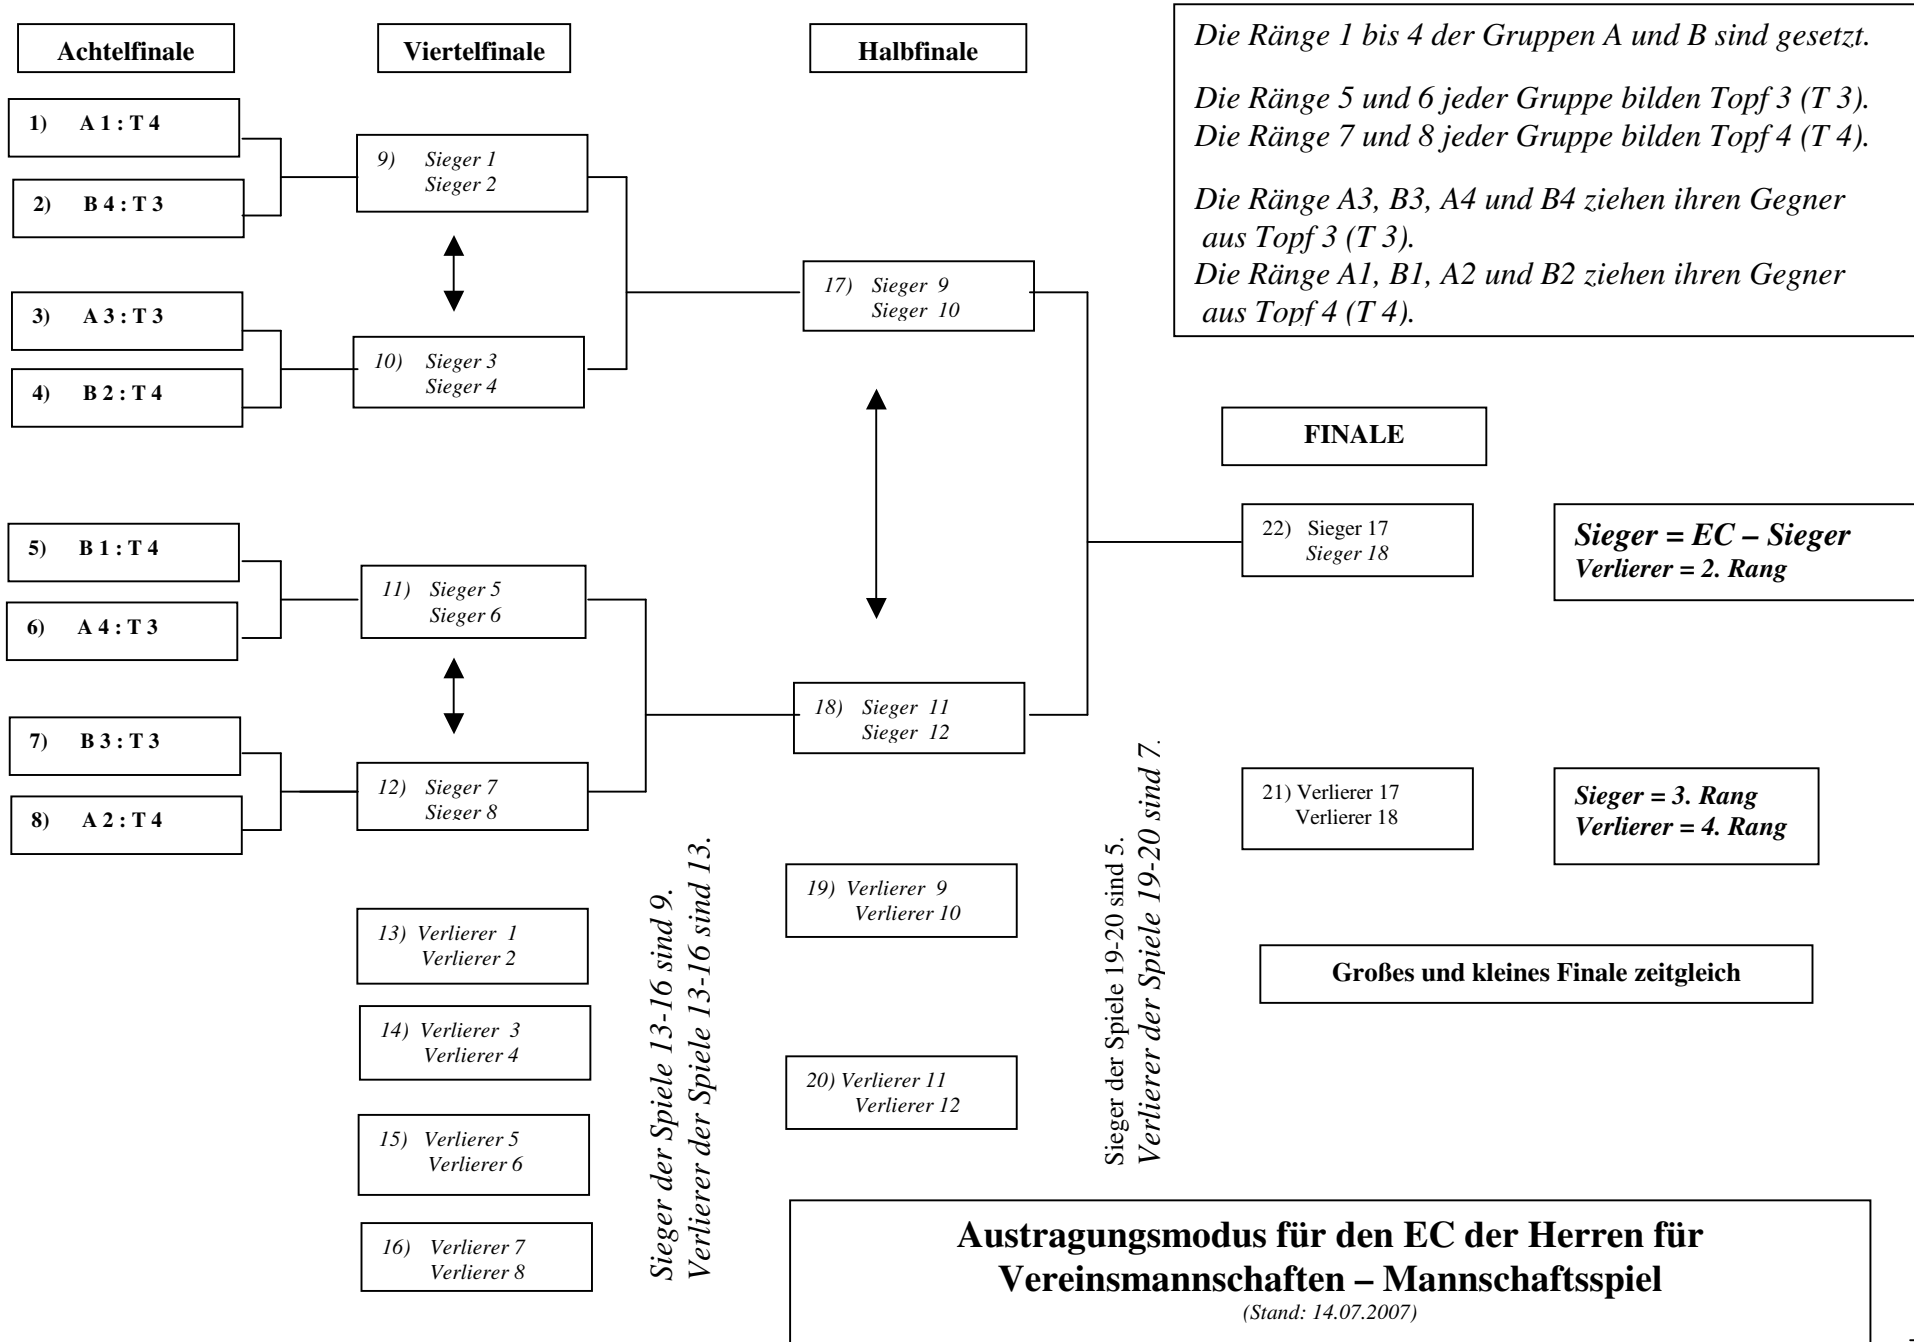 Achtelfinale
Viertelfinale
Halbfinale
Die Ränge 1 bis 4 der Gruppen A und B sind gesetzt.
Die Ränge 5 und 6 jeder Gruppe bilden Topf 3 (T 3).
Die Ränge 7 und 8 jeder Gruppe bilden Topf 4 (T 4).
Die Ränge A3, B3, A4 und B4 ziehen ihren Gegner
aus Topf 3 (T 3).
Die Ränge A1, B1, A2 und B2 ziehen ihren Gegner
aus Topf 4 (T 4).
1) A 1 : T 4
2) B 4 : T 3
3) A 3 : T 3
4) B 2 : T 4
5) B 1 : T 4
6) A 4 : T 3
7) B 3 : T 3
8) A 2 : T 4
9) Sieger 1
Sieger 2
10) Sieger 3
Sieger 4
11) Sieger 5
Sieger 6
12) Sieger 7
Sieger 8
13) Verlierer 1
Verlierer 2
14) Verlierer 3
Verlierer 4
15) Verlierer 5
Verlierer 6
16) Verlierer 7
Verlierer 8
Sieger der Spiele 13-16 sind 9.
Verlierer der Spiele 13-16 sind 13.
17) Sieger 9
Sieger 10
18) Sieger 11
Sieger 12
19) Verlierer 9
Verlierer 10
20) Verlierer 11
Verlierer 12
Sieger der Spiele 19-20 sind 5.
Verlierer der Spiele 19-20 sind 7.
FINALE
22) Sieger 17
Sieger 18
Sieger = EC – Sieger
Verlierer = 2. Rang
21) Verlierer 17
Verlierer 18
Sieger = 3. Rang
Verlierer = 4. Rang
Großes und kleines Finale zeitgleich
Austragungsmodus für den EC der Herren für
Vereinsmannschaften – Mannschaftsspiel
(Stand: 14.07.2007)